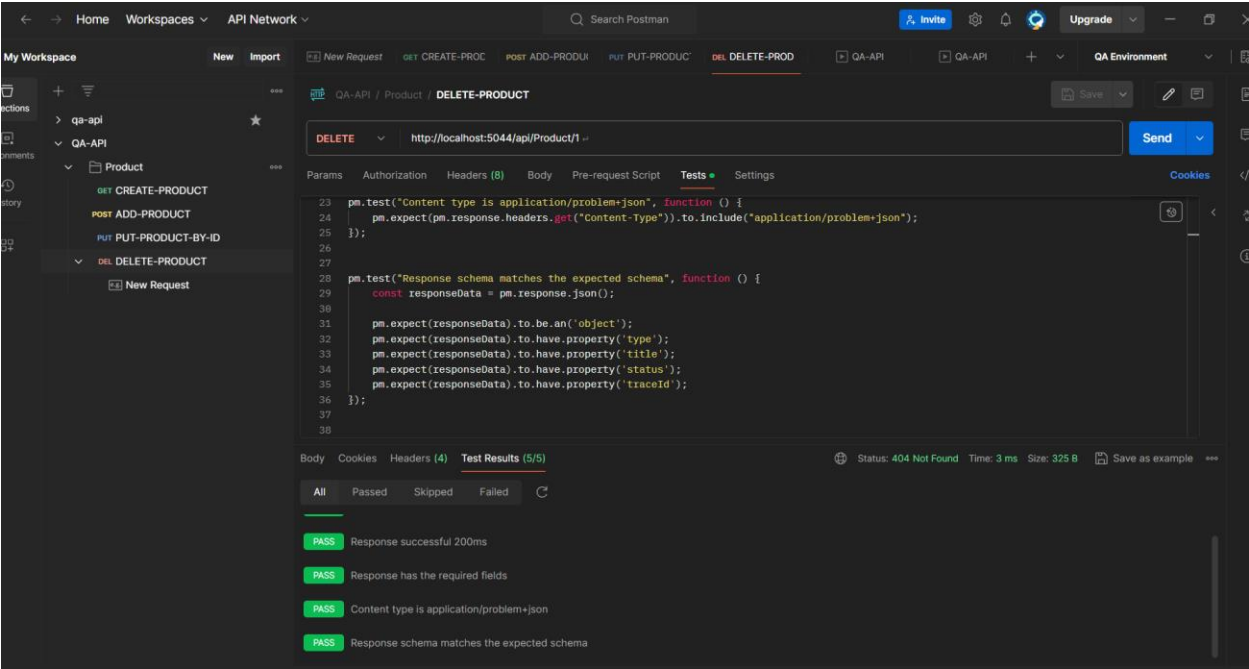 Home Workspaces API Network Search Postman Invite Upgrade
My Workspace New Import
New Request GET CREATE-PROC POST ADD-PRODUI PUT PUT-PRODUC DEL DELETE-PROD QA-API QA-API QA Environment
HTTP QA-API / Product / DELETE-PRODUCT Save
qa-api
QA-API
Product
GET CREATE-PRODUCT
POST ADD-PRODUCT
PUT PUT-PRODUCT-BY-ID
DEL DELETE-PRODUCT
New Request
ections
onments
story
DELETE http://localhost:5044/api/Product/1 Send
Params Authorization Headers (8) Body Pre-request Script Tests Settings Cookies
23 pm.test("Content type is application/problem+json", function () {
24 pm.expect(pm.response.headers.get("Content-Type")).to.include("application/problem+json");
25 });
26
27
28 pm.test("Response schema matches the expected schema", function () {
29 const responseData = pm.response.json();
30
31 pm.expect(responseData).to.be.an('object');
32 pm.expect(responseData).to.have.property('type');
33 pm.expect(responseData).to.have.property('title');
34 pm.expect(responseData).to.have.property('status');
35 pm.expect(responseData).to.have.property('traceId');
36 });
37
38
Body Cookies Headers (4) Test Results (5/5) Status: 404 Not Found Time: 3 ms Size: 325 B Save as example
All Passed Skipped Failed
PASS Response successful 200ms
PASS Response has the required fields
PASS Content type is application/problem+json
PASS Response schema matches the expected schema